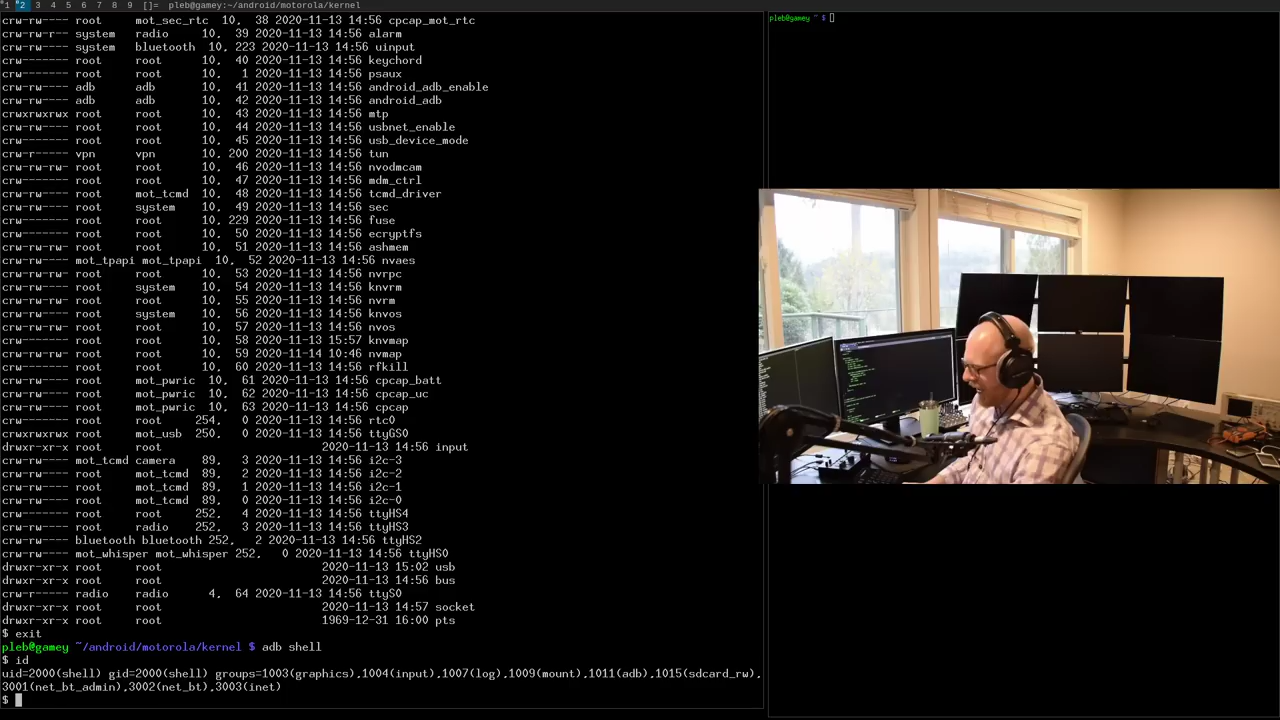 1 2 3 4 5 6 7 8 9 []= pleb@gamey:~/android/motorola/kernel
crw-rw---- root mot_sec_rtc 10, 38 2020-11-13 14:56 cpcap_mot_rtc
crw-rw-r-- system radio 10, 39 2020-11-13 14:56 alarm
crw-rw---- system bluetooth 10, 223 2020-11-13 14:56 uinput
crw------- root root 10, 40 2020-11-13 14:56 keychord
crw------- root root 10, 1 2020-11-13 14:56 psaux
crw------- adb adb 10, 41 2020-11-13 14:56 android_adb_enable
crw------- adb adb 10, 42 2020-11-13 14:56 android_adb
crwxrwxrwx root root 10, 43 2020-11-13 14:56 mtp
crw------- root root 10, 44 2020-11-13 14:56 usbnet_enable
crw------- root root 10, 45 2020-11-13 14:56 usb_device_mode
crw-r----- vpn vpn 10, 200 2020-11-13 14:56 tun
crw-rw-rw- root root 10, 46 2020-11-13 14:56 nvodmcam
crw------- root root 10, 47 2020-11-13 14:56 mdm_ctrl
crw-rw---- root mot_tcmd 10, 48 2020-11-13 14:56 tcmd_driver
crw------- root system 10, 49 2020-11-13 14:56 sec
crw------- root root 10, 229 2020-11-13 14:56 fuse
crw------- root root 10, 50 2020-11-13 14:56 ecryptfs
crw-rw-rw- root root 10, 51 2020-11-13 14:56 ashmem
crw-rw---- mot_tpapi mot_tpapi 10, 52 2020-11-13 14:56 nvaes
crw-rw-rw- root root 10, 53 2020-11-13 14:56 nvrpc
crw-rw---- root system 10, 54 2020-11-13 14:56 knvrm
crw-rw-rw- root root 10, 55 2020-11-13 14:56 nvrm
crw-rw---- root system 10, 56 2020-11-13 14:56 knvos
crw-rw-rw- root root 10, 57 2020-11-13 14:56 nvos
crw-rw---- root root 10, 58 2020-11-13 15:57 knvmap
crw-rw-rw- root root 10, 59 2020-11-14 10:46 nvmap
crw-rw---- root root 10, 60 2020-11-13 14:56 rfkill
crw-rw---- root mot_pwric 10, 61 2020-11-13 14:56 cpcap_batt
crw-rw---- root mot_pwric 10, 62 2020-11-13 14:56 cpcap_uc
crw-rw---- root mot_pwric 10, 63 2020-11-13 14:56 cpcap
crw-r----- root root 254, 0 2020-11-13 14:56 rtc0
crwxrwxrwx root mot_usb 250, 0 2020-11-13 14:56 ttyGS0
drwxr-xr-x root root 2020-11-13 14:56 input
crw-rw---- mot_tcmd camera 89, 3 2020-11-13 14:56 i2c-3
crw-rw---- root mot_tcmd 89, 2 2020-11-13 14:56 i2c-2
crw-rw---- root mot_tcmd 89, 1 2020-11-13 14:56 i2c-1
crw-rw---- root mot_tcmd 89, 0 2020-11-13 14:56 i2c-0
crw------- root root 252, 4 2020-11-13 14:56 ttyHS4
crw-rw---- root radio 252, 3 2020-11-13 14:56 ttyHS3
crw-rw---- bluetooth bluetooth 252, 2 2020-11-13 14:56 ttyHS2
crw-rw---- mot_whisper mot_whisper 252, 0 2020-11-13 14:56 ttyHS0
drwxr-xr-x root root 2020-11-13 15:02 usb
drwxr-xr-x root root 2020-11-13 14:56 bus
crw-r----- radio radio 4, 64 2020-11-13 14:56 ttyS0
drwxr-xr-x root root 2020-11-13 14:57 socket
drwxr-xr-x root root 1969-12-31 16:00 pts
$ exit
pleb@gamey ~/android/motorola/kernel $ adb shell
$ id
uid=2000(shell) gid=2000(shell) groups=1003(graphics),1004(input),1007(log),1009(mount),1011(adb),1015(sdcard_rw),
3001(net_bt_admin),3002(net_bt),3003(inet)
$
pleb@gamey ~ $